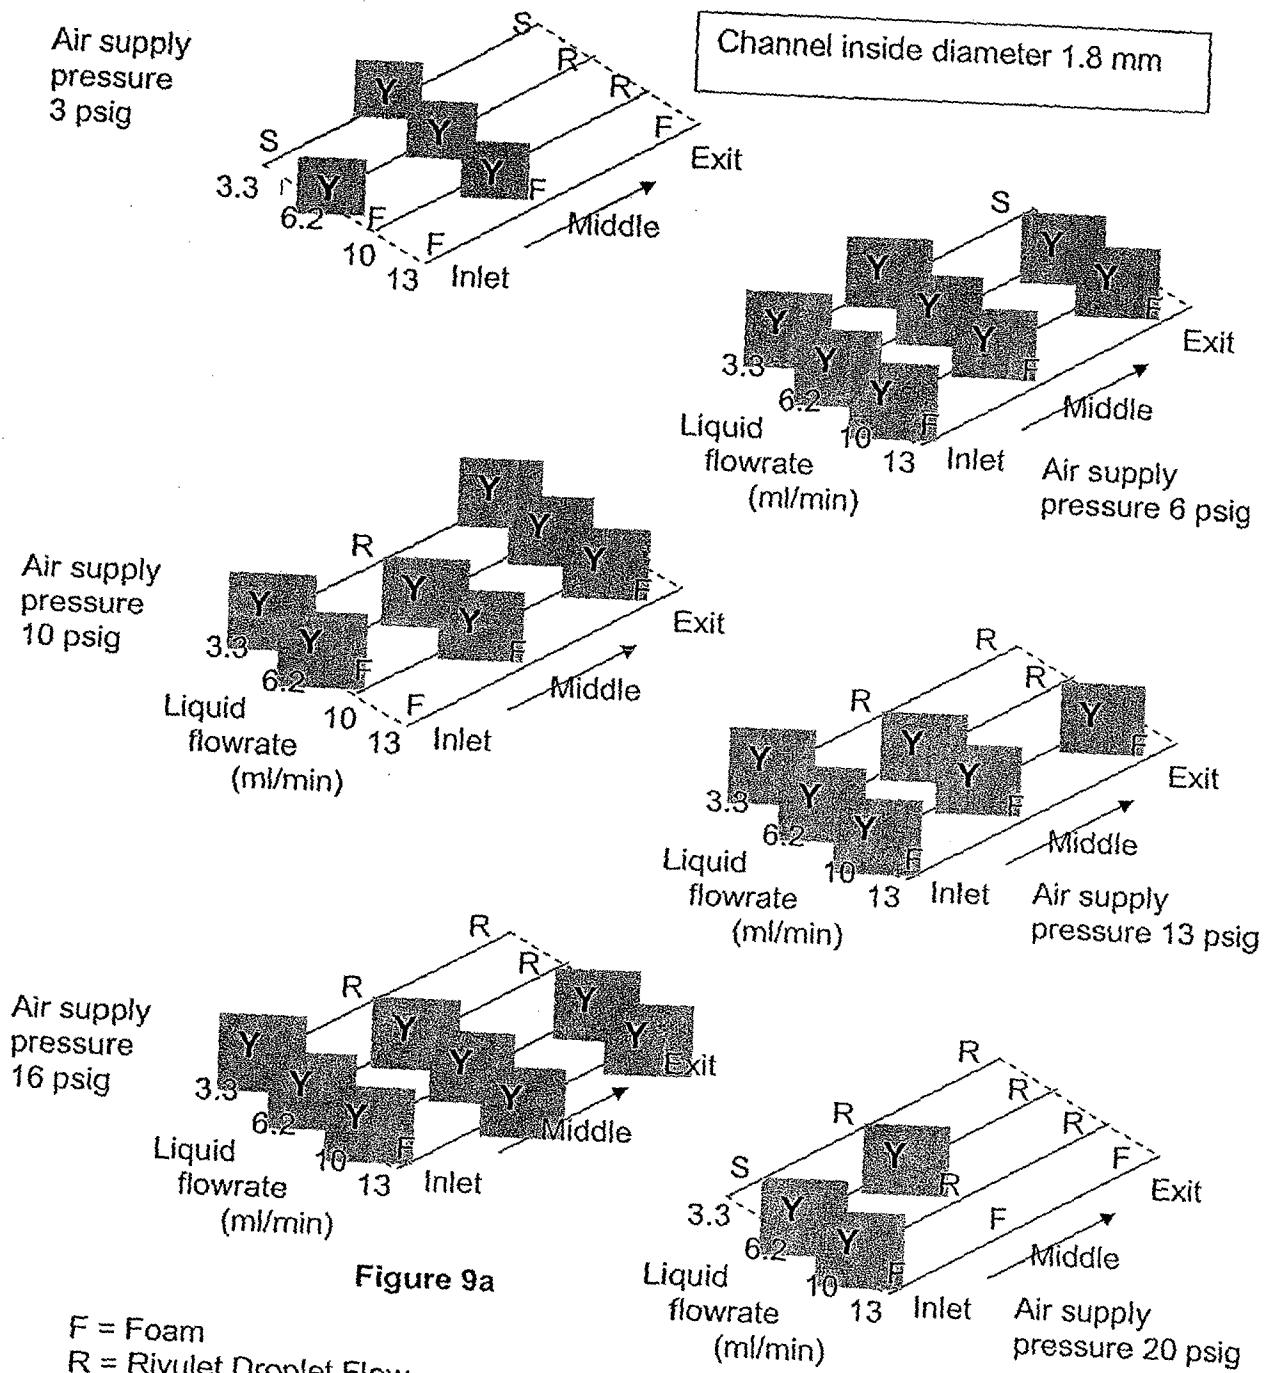 Air supply
pressure
3 psig
Channel inside diameter 1.8 mm
S
R
R
F
Y
Y
Y
S
Y
F
F
F
3.3
6.2
10
13
Inlet
Middle
Exit
S
Y
Y
F
Y
Y
Y
F
Y
Y
Y
F
3.3
6.2
10
13
Inlet
Middle
Exit
Liquid
flowrate
(ml/min)
Air supply
pressure 6 psig
Air supply
pressure
10 psig
Y
Y
Y
F
R
Y
Y
F
Y
Y
F
F
3.3
6.2
10
13
Inlet
Middle
Exit
Liquid
flowrate
(ml/min)
R
R
Y
F
R
Y
Y
F
Y
Y
Y
F
3.3
6.2
10
13
Inlet
Middle
Exit
Liquid
flowrate
(ml/min)
Air supply
pressure 13 psig
Air supply
pressure
16 psig
R
R
Y
Y
R
Y
Y
Y
Y
Y
Y
F
3.3
6.2
10
13
Inlet
Middle
Exit
Liquid
flowrate
(ml/min)
R
R
R
F
R
Y
R
F
S
Y
Y
F
3.3
6.2
10
13
Inlet
Middle
Exit
Liquid
flowrate
(ml/min)
Air supply
pressure 20 psig
Figure 9a
F = Foam
R = Rivulet Droplet Flow